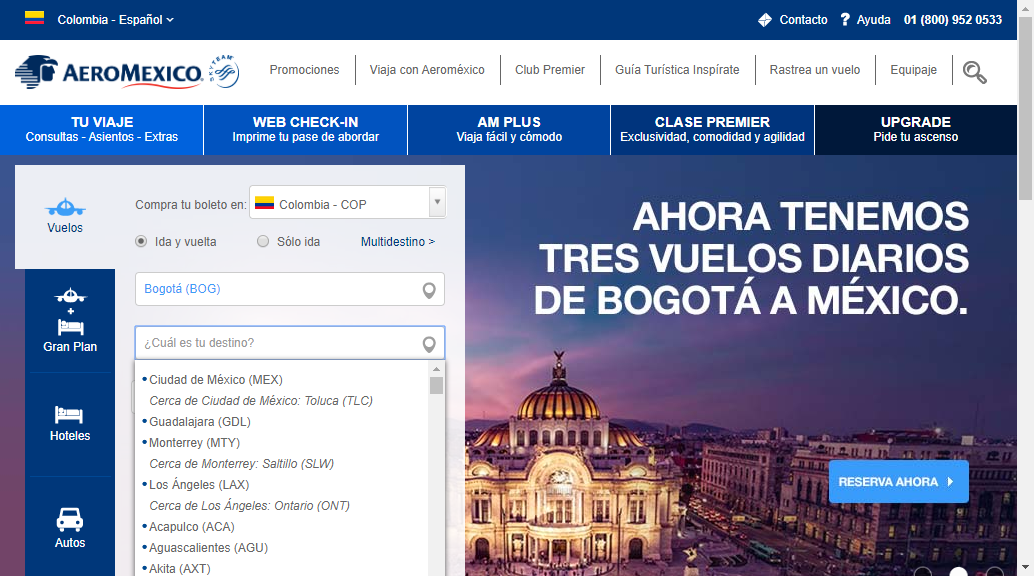 Colombia - Español
Contacto
Ayuda
01 (800) 952 0533
AEROMEXICO.
SKYTEAM
Promociones
Viaja con Aeroméxico
Club Premier
Guía Turística Inspírate
Rastrea un vuelo
Equipaje
TU VIAJE
Consultas - Asientos - Extras
WEB CHECK-IN
Imprime tu pase de abordar
AM PLUS
Viaja fácil y cómodo
CLASE PREMIER
Exclusividad, comodidad y agilidad
UPGRADE
Pide tu ascenso
Vuelos
+
Gran Plan
Hoteles
Autos
Compra tu boleto en:
Colombia - COP
Ida y vuelta
Sólo ida
Multidestino >
Bogotá (BOG)
¿Cuál es tu destino?
•Ciudad de México (MEX)
Cerca de Ciudad de México: Toluca (TLC)
•Guadalajara (GDL)
•Monterrey (MTY)
Cerca de Monterrey: Saltillo (SLW)
•Los Ángeles (LAX)
Cerca de Los Ángeles: Ontario (ONT)
•Acapulco (ACA)
•Aguascalientes (AGU)
•Akita (AXT)
AHORA TENEMOS
TRES VUELOS DIARIOS
DE BOGOTÁ A MÉXICO.
RESERVA AHORA